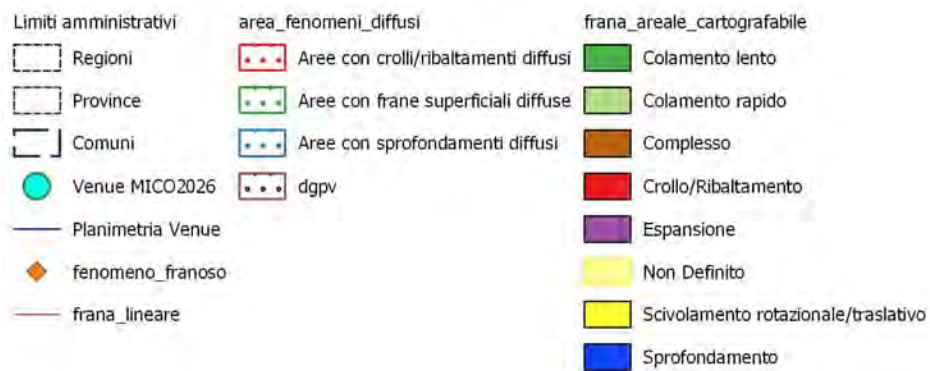 Limiti amministrativi
Regioni
Province
Comuni
Venue MICO2026
Planimetria Venue
fenomeno_franoso
frana_lineare
area_fenomeni_diffusi
Aree con crolli/ribaltamenti diffusi
Aree con frane superficiali diffuse
Aree con sprofondamenti diffusi
dgpv
frana_areale_cartografabile
Colamento lento
Colamento rapido
Complesso
Crollo/Ribaltamento
Espansione
Non Definito
Scivolamento rotazionale/traslativo
Sprofondamento